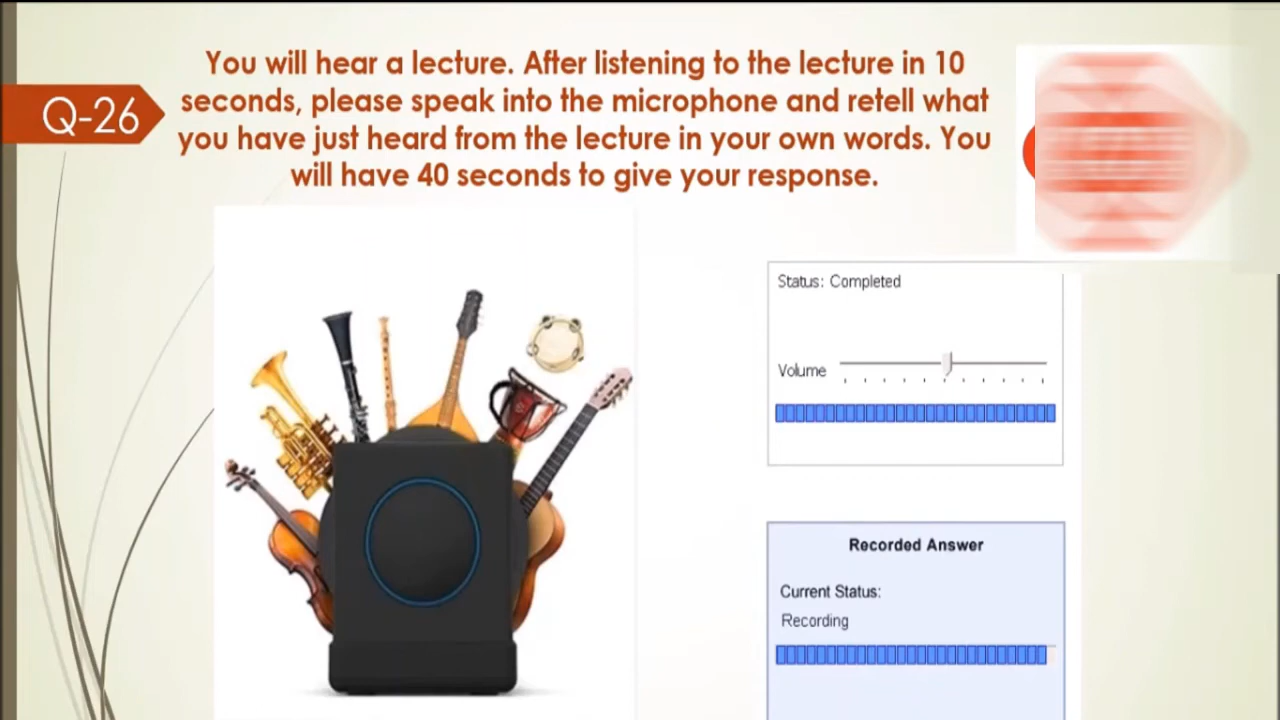 You will hear a lecture. After listening to the lecture in 10
seconds, please speak into the microphone and retell what
you have just heard from the lecture in your own words. You
will have 40 seconds to give your response.
Q-26
Status: Completed
Volume
Recorded Answer
Current Status:
Recording